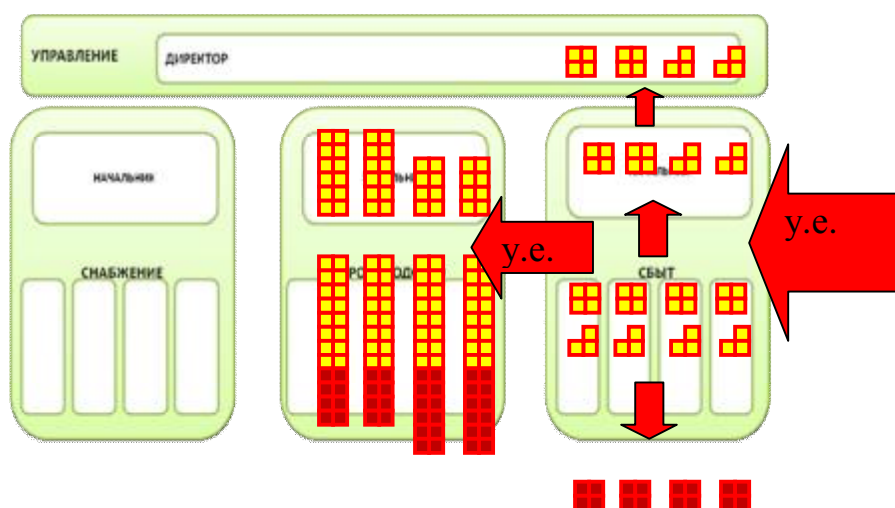 УПРАВЛЕНИЕ
ДИРЕКТОР
НАЧАЛЬНИК
у.е.
у.е.
СНАБЖЕНИЕ
СБЫТ